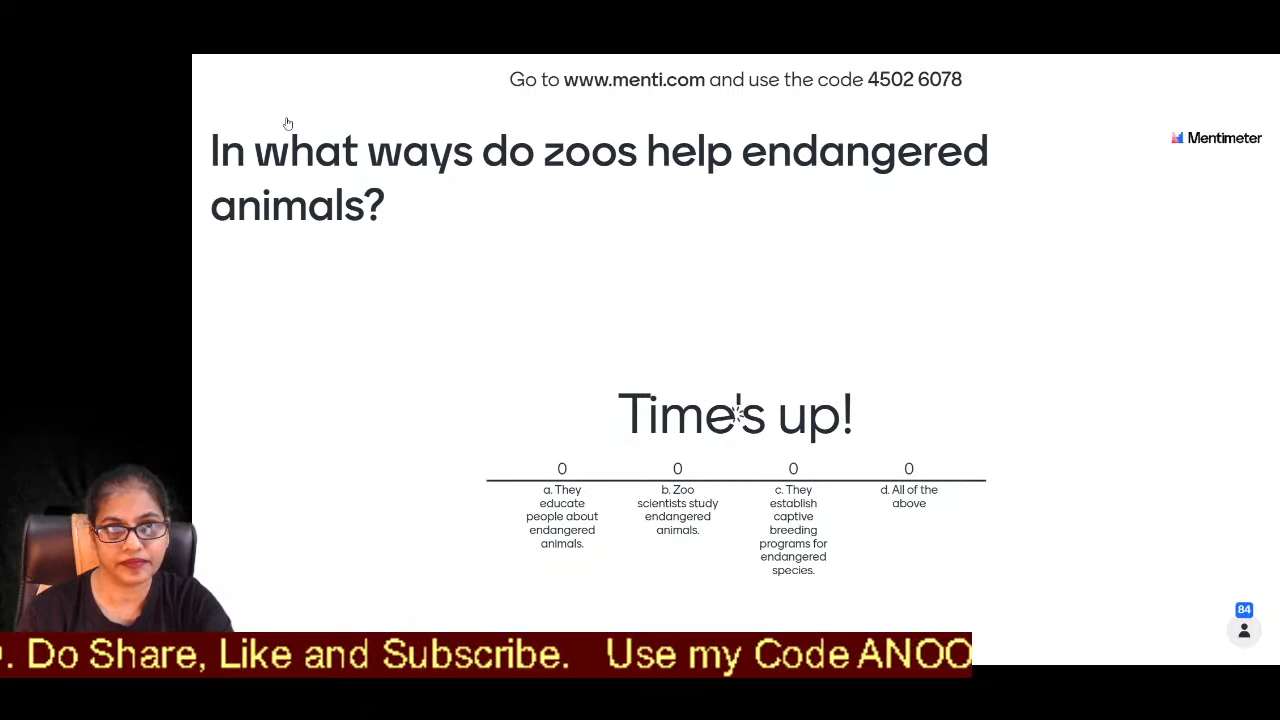 Go to www.menti.com and use the code 4502 6078
Mentimeter
In what ways do zoos help endangered
animals?
Time's up!
0 0 0 0
a. They
educate
people about
endangered
animals.
b. Zoo
scientists study
endangered
animals.
c. They
establish
captive
breeding
programs for
endangered
species.
d. All of the
above
84
. Do Share, Like and Subscribe. Use my Code ANOO